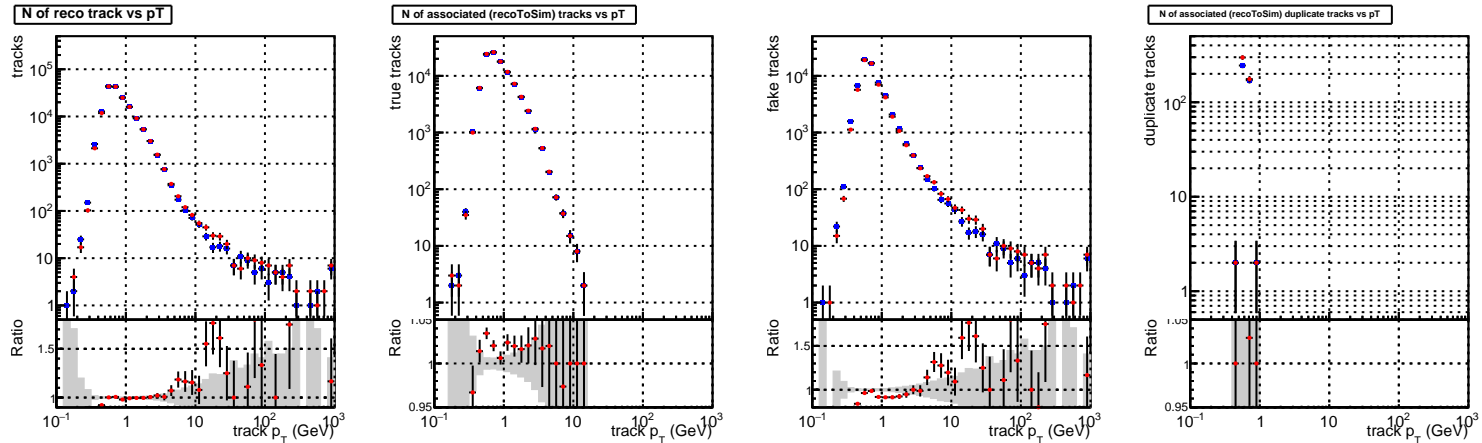 N of reco track vs pT
tracks
10^5
10^4
10^3
10^2
10
1
Ratio
1.5
1
10^-1 1 10 10^2 10^3
track p_T (GeV)
N of associated (recoToSim) tracks vs pT
true tracks
10^4
10^3
10^2
10
1
Ratio
1.05
1
0.95
10^-1 1 10 10^2 10^3
track p_T (GeV)
N of associated (recoToSim) tracks vs pT
fake tracks
10^4
10^3
10^2
10
1
Ratio
1.5
1
10^-1 1 10 10^2 10^3
track p_T (GeV)
N of associated (recoToSim) duplicate tracks vs pT
duplicate tracks
10^2
10
1
Ratio
1.05
1
0.95
10^-1 1 10 10^2 10^3
track p_T (GeV)